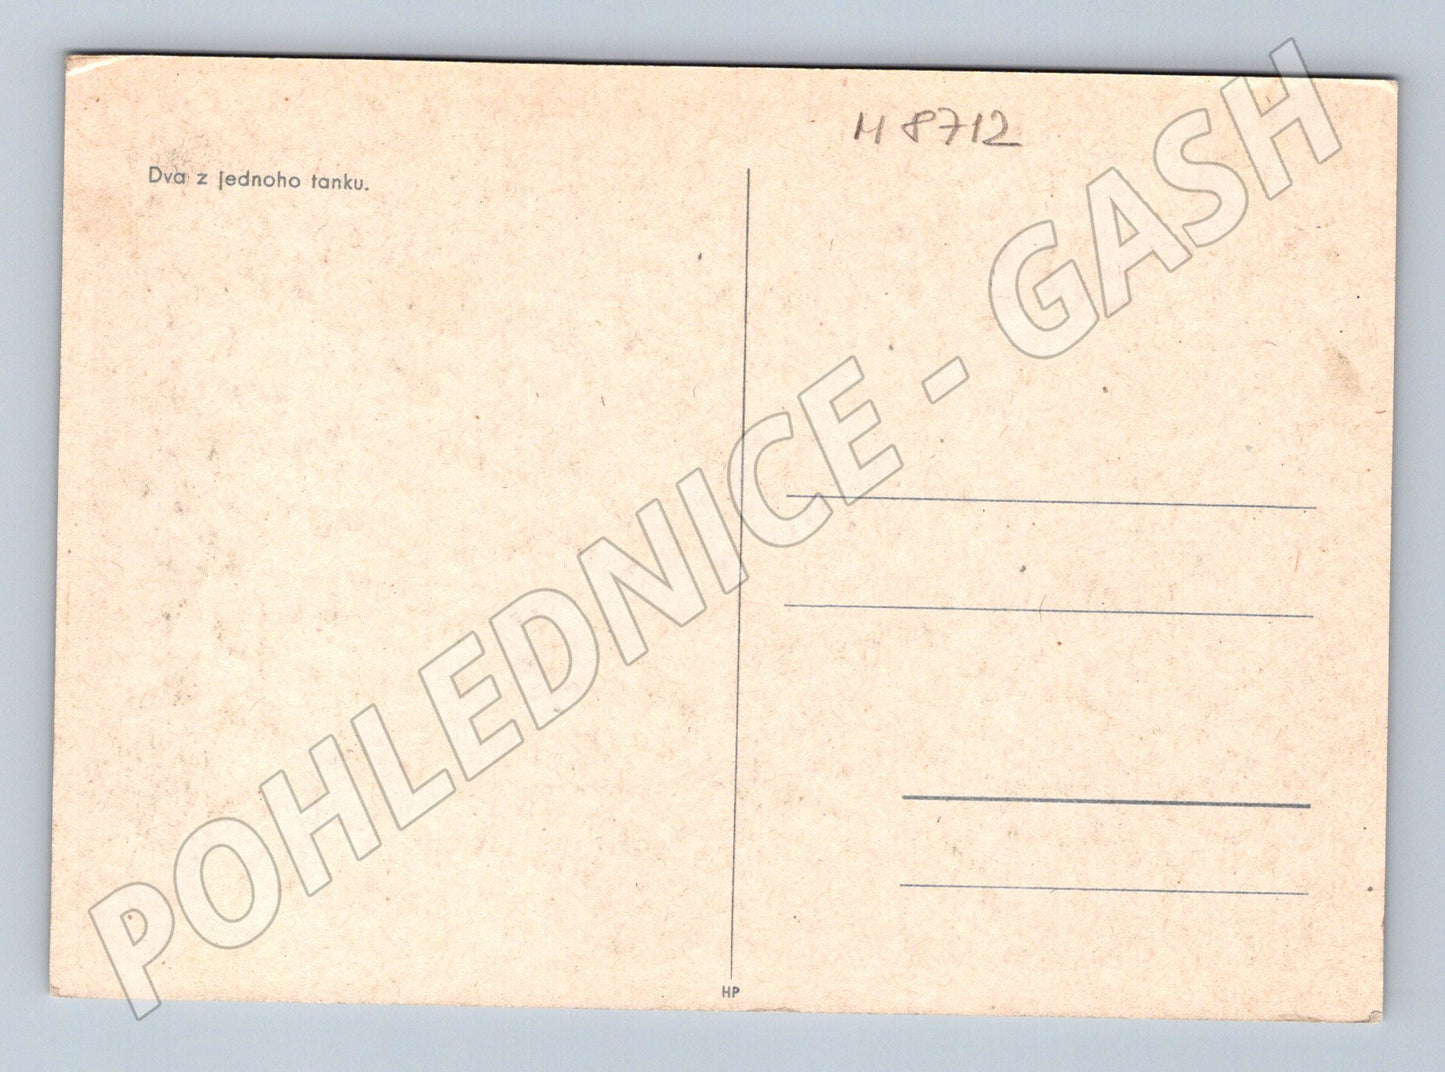 H 8712
Dva z jednoho tanku.
POHLEDNICE - GASH
HP